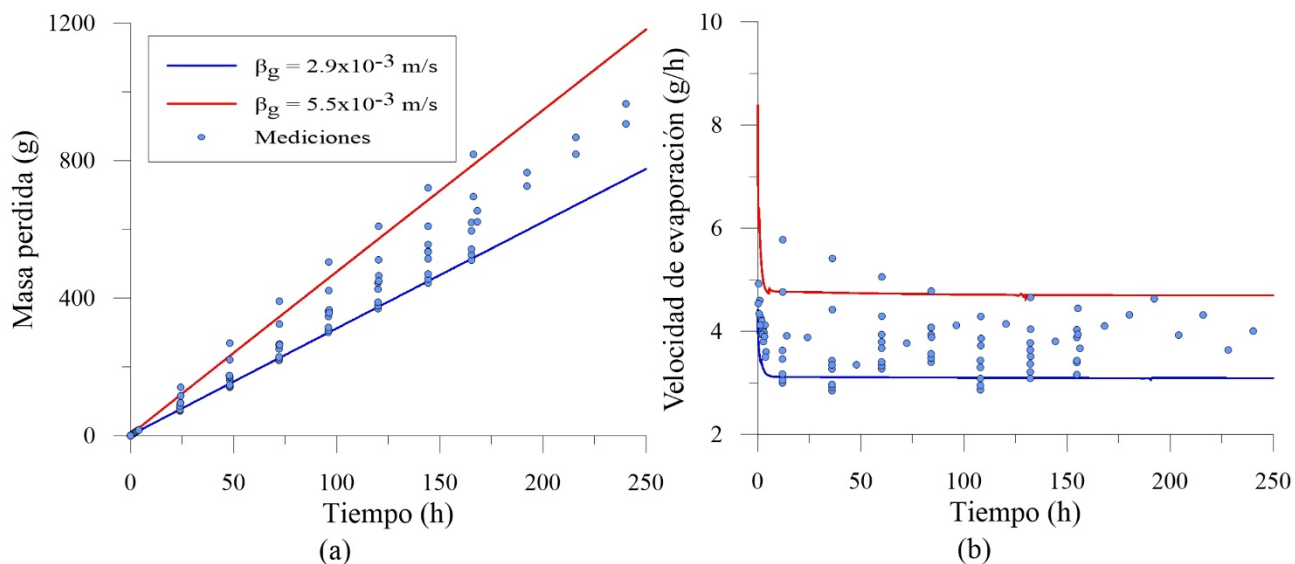 1200
800
400
0
Masa perdida (g)
βg = 2.9x10-3 m/s
βg = 5.5x10-3 m/s
Mediciones
0 50 100 150 200 250
Tiempo (h)
(a)
10
8
6
4
2
Velocidad de evaporación (g/h)
0 50 100 150 200 250
Tiempo (h)
(b)